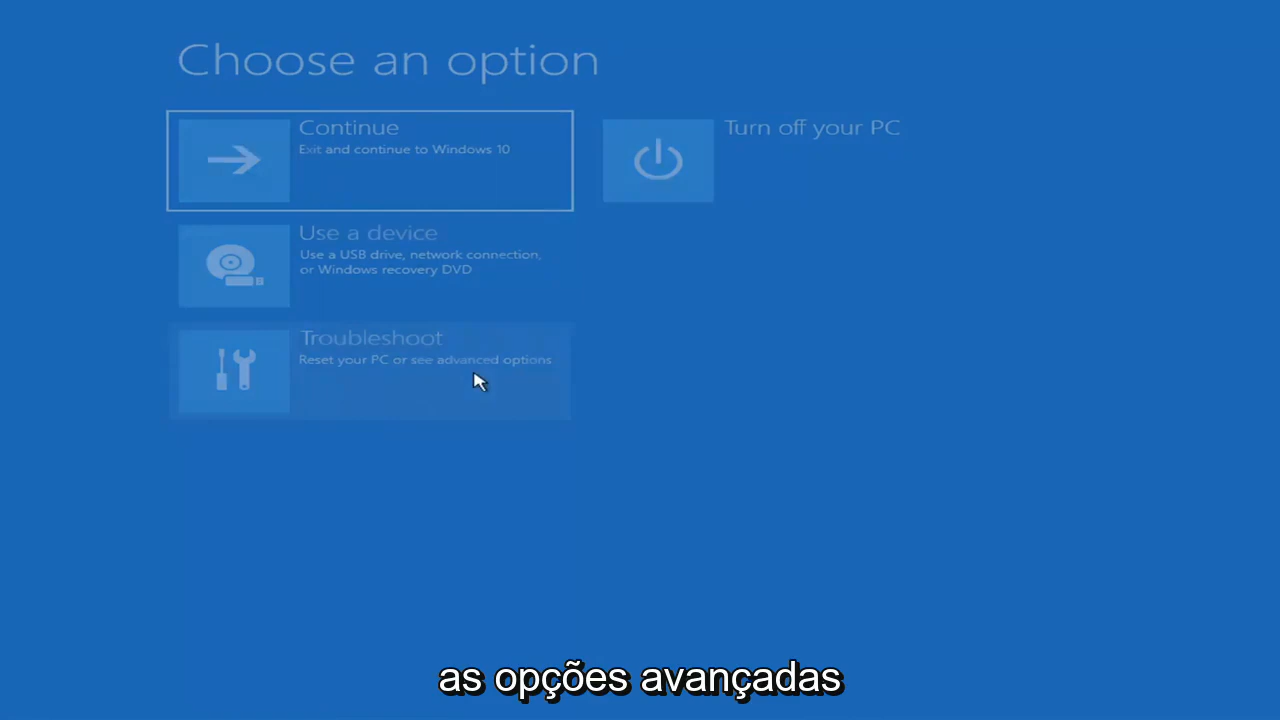 Choose an option
Continue
Exit and continue to Windows 10
Turn off your PC
Use a device
Use a USB drive, network connection,
or Windows recovery DVD
Troubleshoot
Reset your PC or see advanced options
as opções avançadas